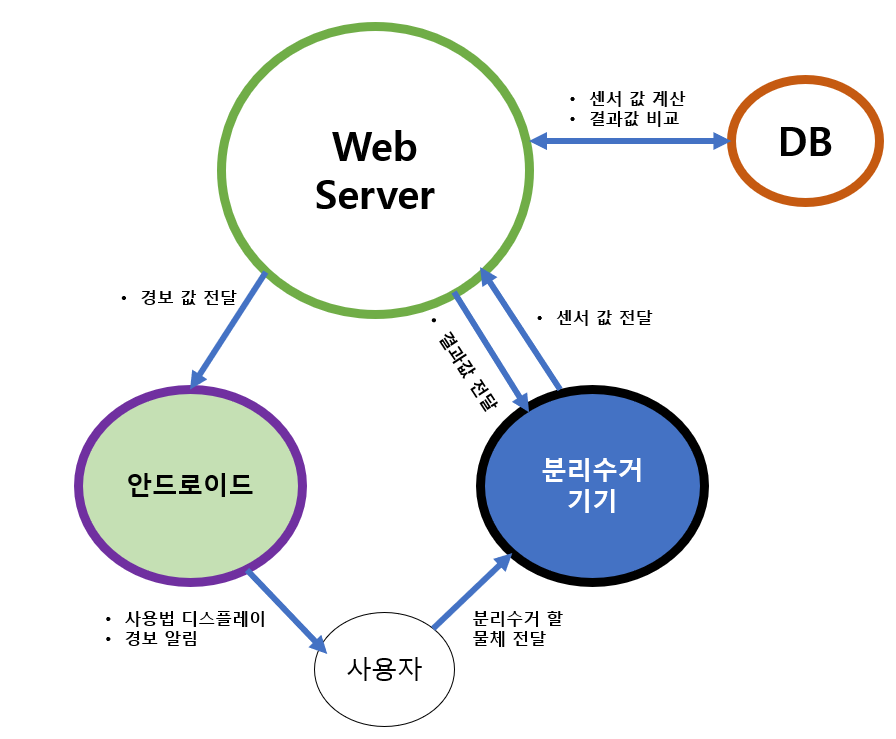 • 센서 값 계산
• 결과값 비교
Web
Server
DB
• 경보 값 전달
• 결과값 전달
• 센서 값 전달
안드로이드
분리수거
기기
• 사용법 디스플레이
• 경보 알림
사용자
분리수거 할
물체 전달